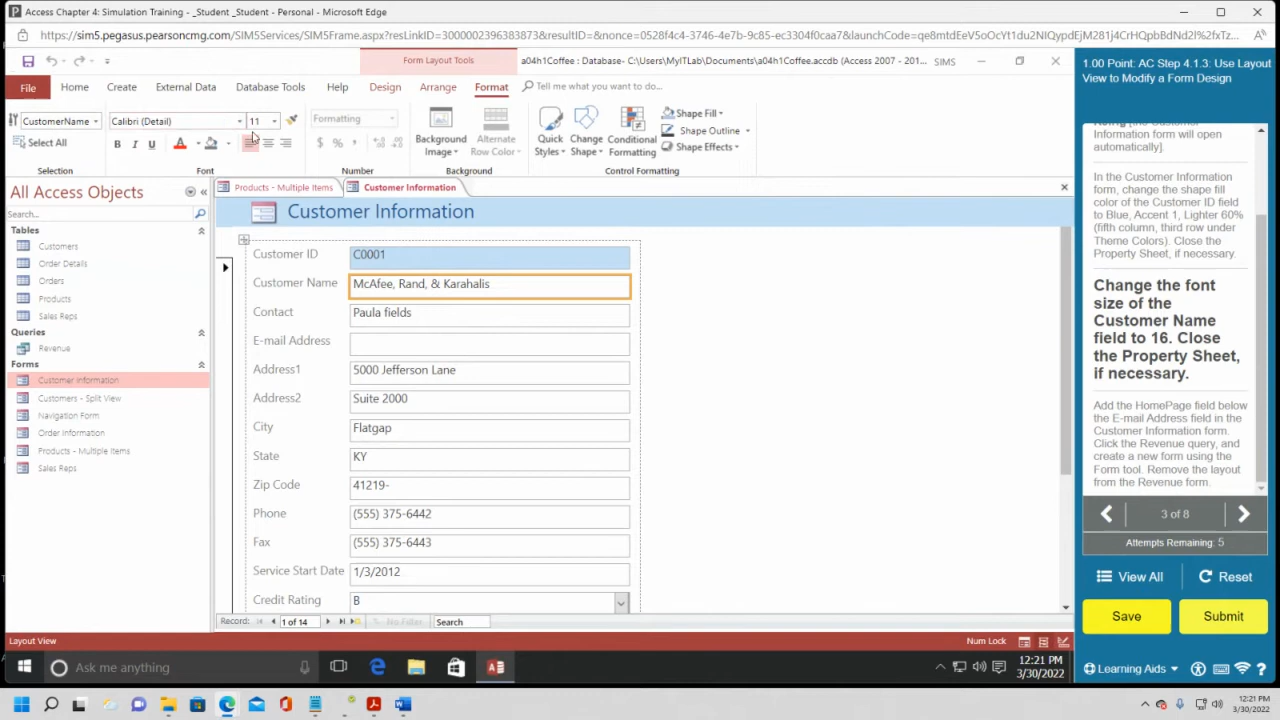 Access Chapter 4: Simulation Training - _Student _Student - Personal - Microsoft Edge
https://sim5.pegasus.pearsoncmg.com/SIM5Services/SIM5Frame.aspx?resLinkID=3000002396383873&resultID=&nonce=0528f4c4-3746-4e7b-9c85-ec3304f0caa7&launchCode=
Form Layout Tools
a04h1Coffee : Database- C:\Users\MyITLab\Documents\a04h1Coffee.accdb (Access 2007 - 201...
SIMS
File Home Create External Data Database Tools Help Design Arrange Format Tell me what you want to do...
CustomerName
Calibri (Detail)
11
Formatting
Select All
B I U
A
$ % ,
Background Image
Alternate Row Color
Quick Styles
Change Shape
Conditional Formatting
Shape Fill
Shape Outline
Shape Effects
Selection
Font
Number
Background
Control Formatting
All Access Objects
Search...
Tables
Customers
Order Details
Orders
Products
Sales Reps
Queries
Revenue
Forms
Customer Information
Customers - Split View
Navigation Form
Order Information
Products - Multiple Items
Sales Reps
Products - Multiple Items
Customer Information
Customer Information
Customer ID C0001
Customer Name McAfee, Rand, & Karahalis
Contact Paula fields
E-mail Address
Address1 5000 Jefferson Lane
Address2 Suite 2000
City Flatgap
State KY
Zip Code 41219-
Phone (555) 375-6442
Fax (555) 375-6443
Service Start Date 1/3/2012
Credit Rating B
Record: 1 of 14 No Filter Search
Layout View
Num Lock
1.00 Point: AC Step 4.1.3: Use Layout
View to Modify a Form Design
Information form will open
automatically].
In the Customer Information
form, change the shape fill
color of the Customer ID field
to Blue, Accent 1, Lighter 60%
(fifth column, third row under
Theme Colors). Close the
Property Sheet, if necessary.
Change the font
size of the
Customer Name
field to 16. Close
the Property Sheet,
if necessary.
Add the HomePage field below
the E-mail Address field in the
Customer Information form.
Click the Revenue query, and
create a new form using the
Form tool. Remove the layout
from the Revenue form.
3 of 8
Attempts Remaining: 5
View All
Reset
Save
Submit
Learning Aids
Ask me anything
12:21 PM
3/30/2022
12:21 PM
3/30/2022